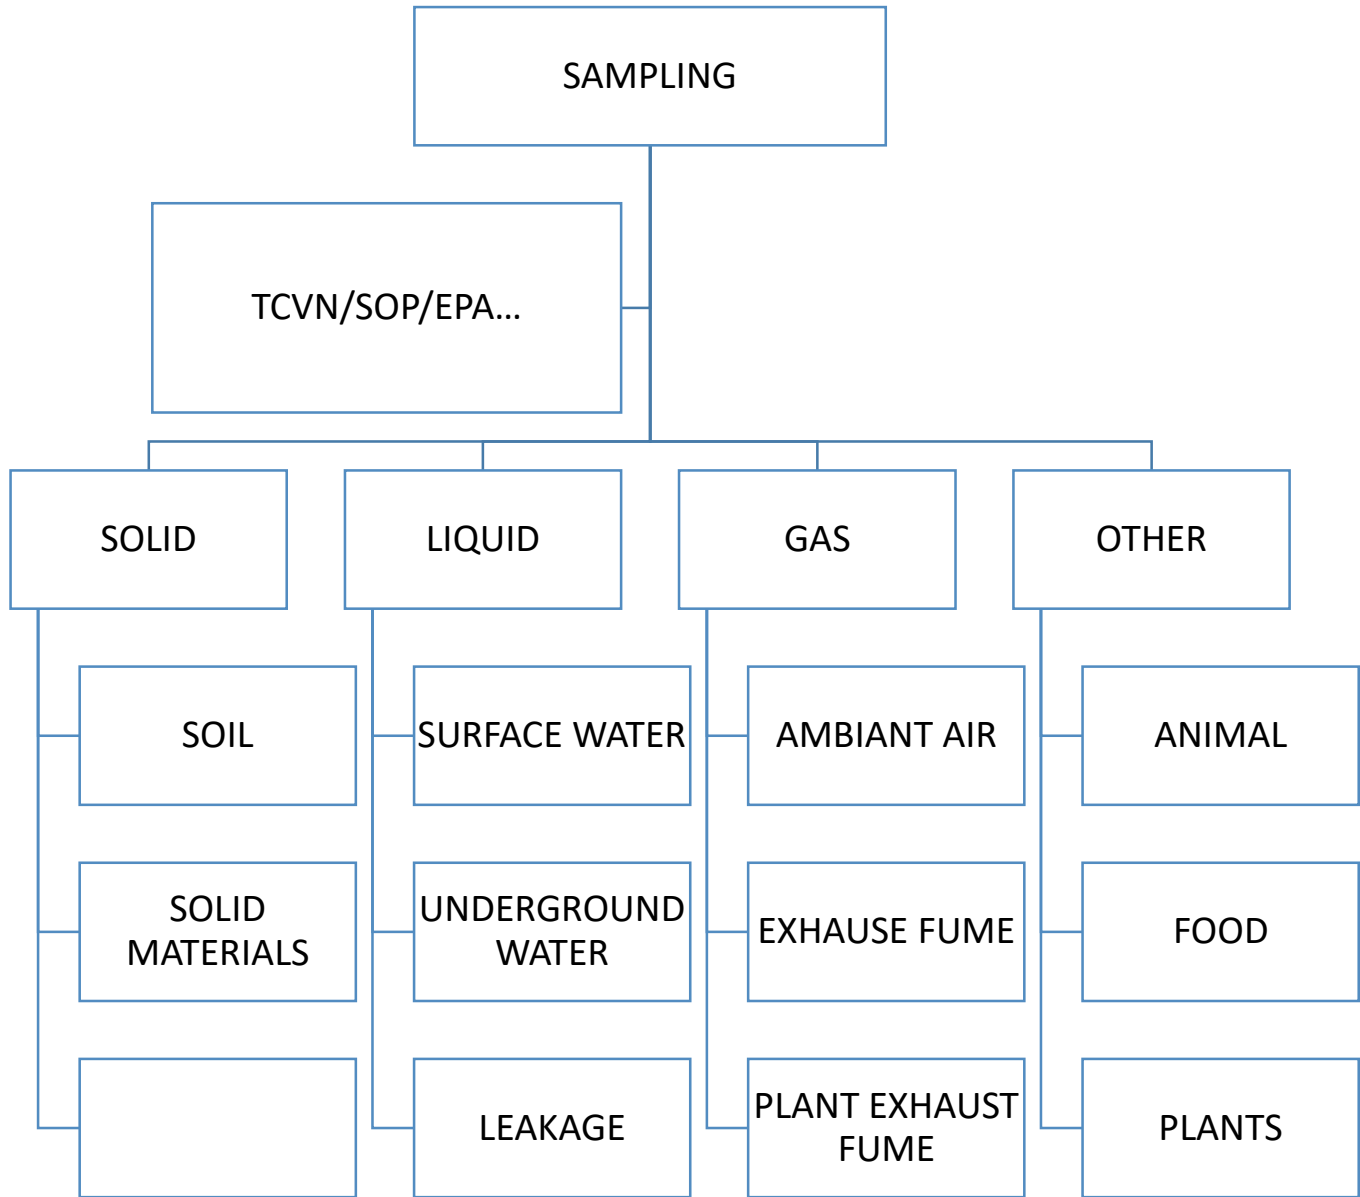 SAMPLING
TCVN/SOP/EPA...
SOLID
LIQUID
GAS
OTHER
SOIL
SURFACE WATER
AMBIANT AIR
ANIMAL
SOLID
MATERIALS
UNDERGROUND
WATER
EXHAUSE FUME
FOOD
LEAKAGE
PLANT EXHAUST
FUME
PLANTS